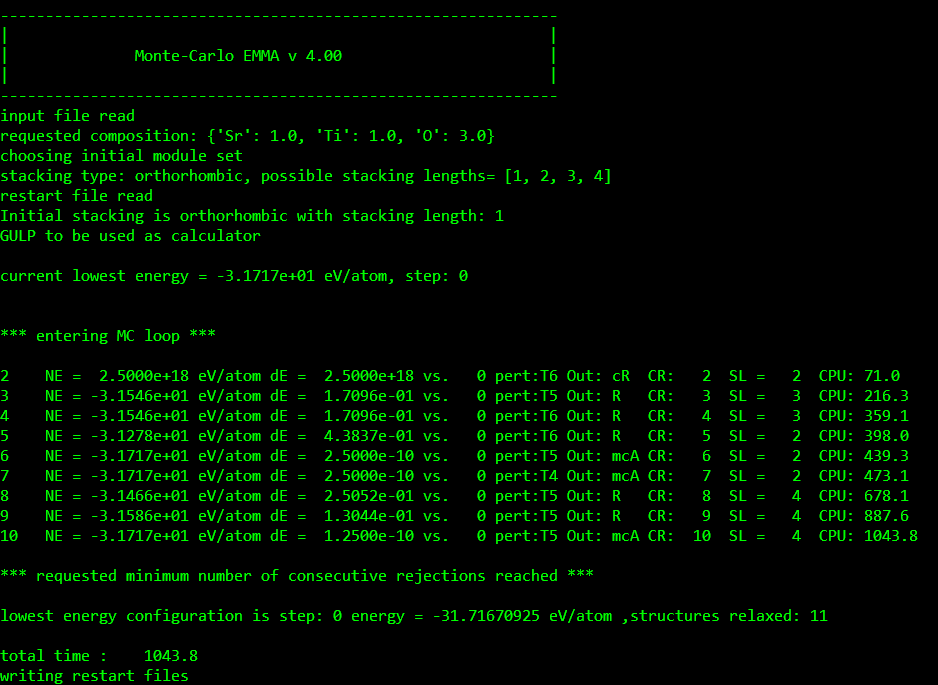 --------------------------------------------------------------
|                                                             |
|              Monte-Carlo EMMA v 4.00                        |
|                                                             |
--------------------------------------------------------------
input file read
requested composition: {'Sr': 1.0, 'Ti': 1.0, 'O': 3.0}
choosing initial module set
stacking type: orthorhombic, possible stacking lengths= [1, 2, 3, 4]
restart file read
Initial stacking is orthorhombic with stacking length: 1
GULP to be used as calculator
current lowest energy = -3.1717e+01 eV/atom, step: 0
*** entering MC loop ***
2    NE =  2.5000e+18 eV/atom dE =  2.5000e+18 vs.   0 pert:T6 Out: cR  CR:   2  SL =   2  CPU: 71.0
3    NE = -3.1546e+01 eV/atom dE =  1.7096e-01 vs.   0 pert:T5 Out: R   CR:   3  SL =   3  CPU: 216.3
4    NE = -3.1546e+01 eV/atom dE =  1.7096e-01 vs.   0 pert:T6 Out: R   CR:   4  SL =   3  CPU: 359.1
5    NE = -3.1278e+01 eV/atom dE =  4.3837e-01 vs.   0 pert:T6 Out: R   CR:   5  SL =   2  CPU: 398.0
6    NE = -3.1717e+01 eV/atom dE =  2.5000e-10 vs.   0 pert:T5 Out: mcA CR:   6  SL =   2  CPU: 439.3
7    NE = -3.1717e+01 eV/atom dE =  2.5000e-10 vs.   0 pert:T4 Out: mcA CR:   7  SL =   2  CPU: 473.1
8    NE = -3.1466e+01 eV/atom dE =  2.5052e-01 vs.   0 pert:T5 Out: R   CR:   8  SL =   4  CPU: 678.1
9    NE = -3.1586e+01 eV/atom dE =  1.3044e-01 vs.   0 pert:T5 Out: R   CR:   9  SL =   4  CPU: 887.6
10   NE = -3.1717e+01 eV/atom dE =  1.2500e-10 vs.   0 pert:T5 Out: mcA CR:  10  SL =   4  CPU: 1043.8
*** requested minimum number of consecutive rejections reached ***
lowest energy configuration is step: 0 energy = -31.71670925 eV/atom ,structures relaxed: 11
total time :    1043.8
writing restart files